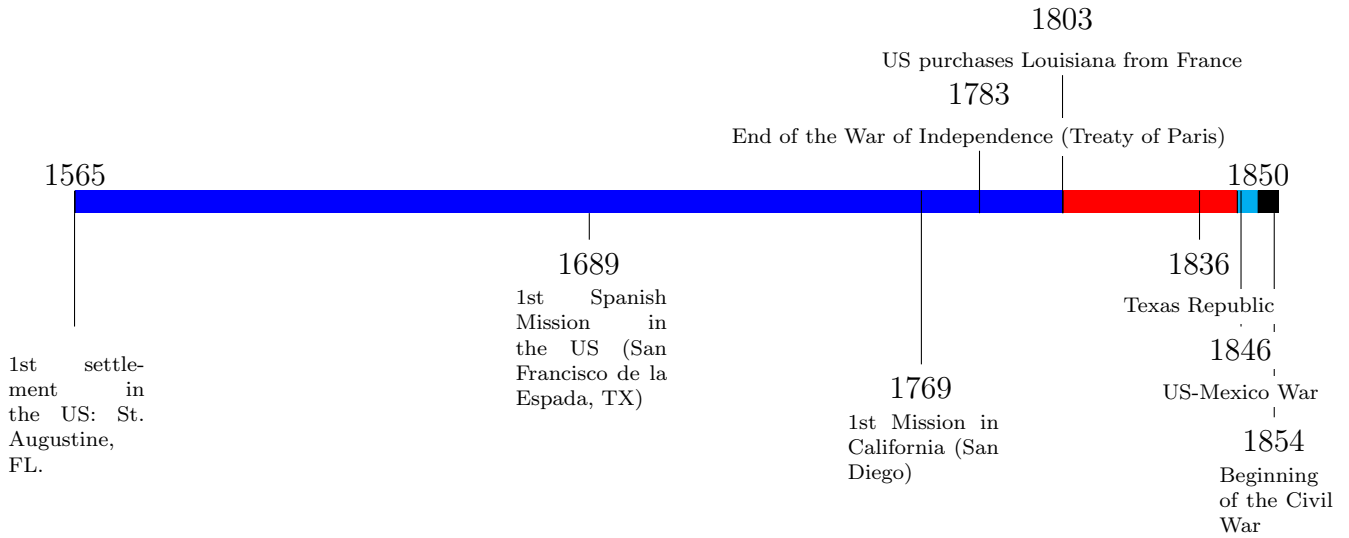 1803
US purchases Louisiana from France
1783
End of the War of Independence (Treaty of Paris)
1565
1850
1689
1st Spanish
Mission in
the US (San
Francisco de la
Espada, TX)
1836
Texas Republic
1st settle-
ment in
the US: St.
Augustine,
FL.
1769
1st Mission in
California (San
Diego)
1846
US-Mexico War
1854
Beginning
of the Civil
War